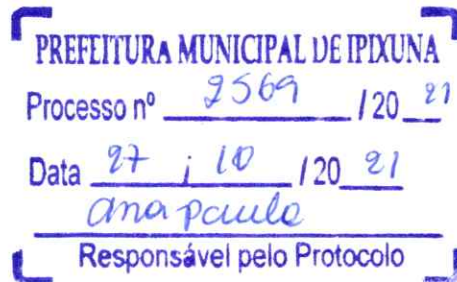 PREFEITURA MUNICIPAL DE IPIXUNA
Processo nº 2569 /20 21
Data 27 / 10 /20 21
ana paula
Responsável pelo Protocolo